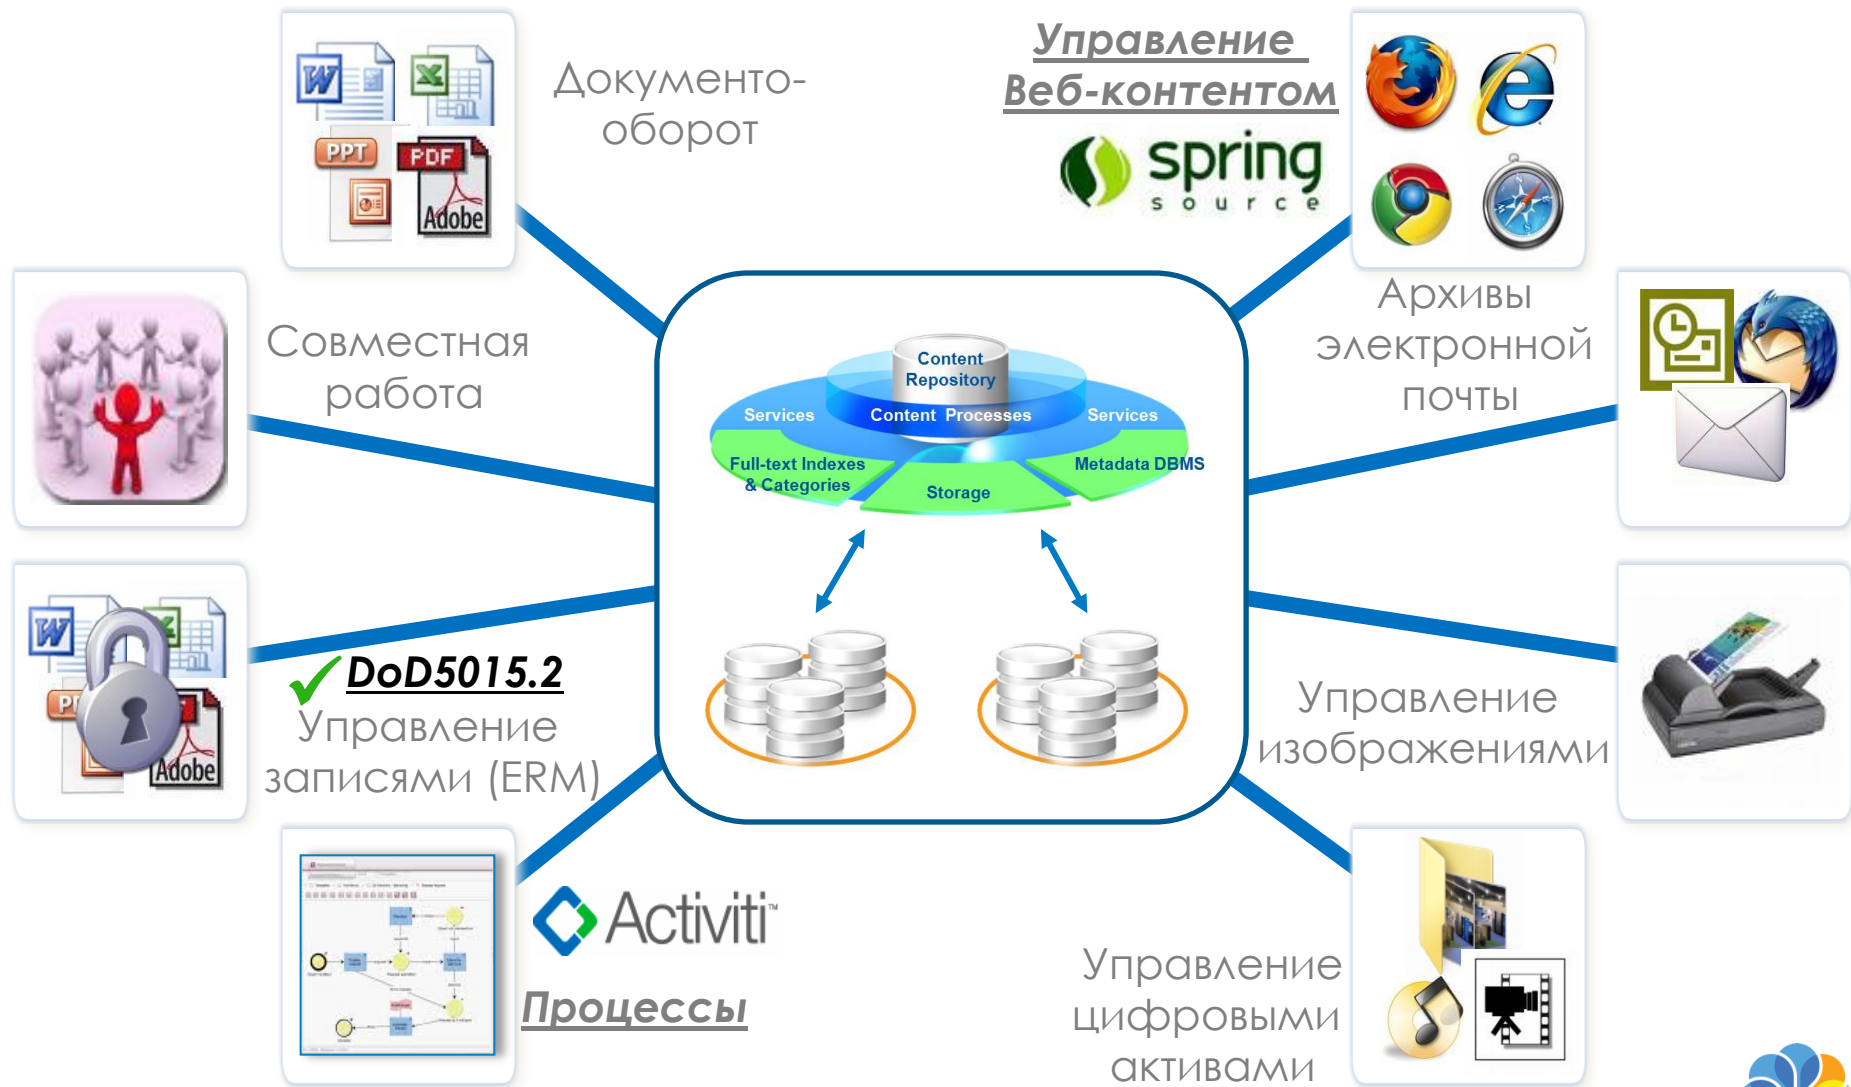 Документо-
оборот
PPT
PDF
Adobe
Управление
Веб-контентом
spring
source
Совместная
работа
Архивы
электронной
почты
Content
Repository
Services
Content Processes
Services
Full-text Indexes
& Categories
Storage
Metadata DBMS
DoD5015.2
Управление
записями (ERM)
Adobe
Управление
изображениями
Activiti™
Процессы
Управление
цифровыми
активами